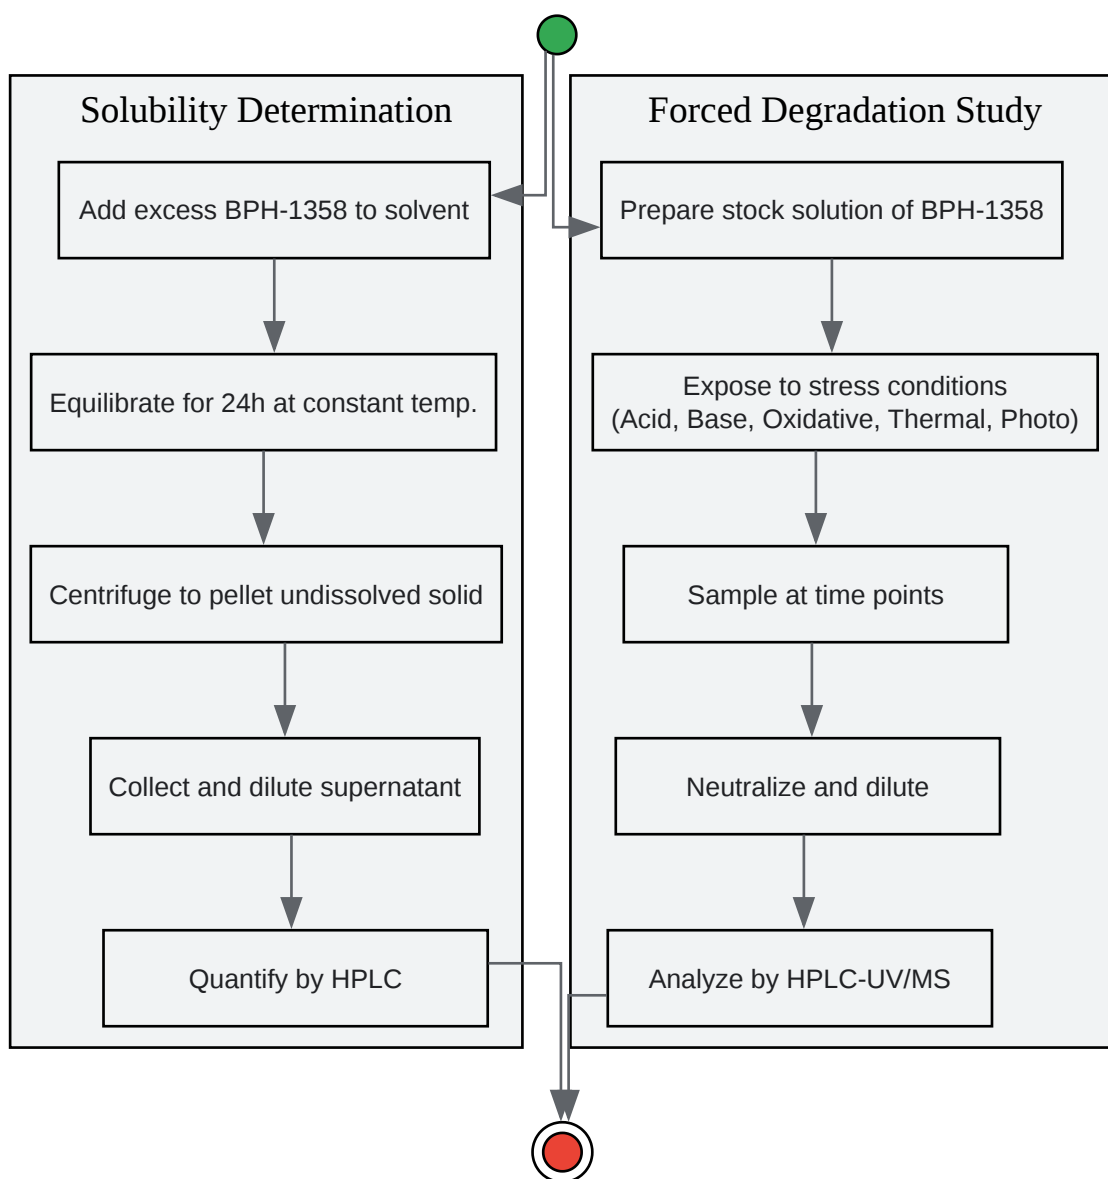 Solubility Determination
Add excess BPH-1358 to solvent
Equilibrate for 24h at constant temp.
Centrifuge to pellet undissolved solid
Collect and dilute supernatant
Quantify by HPLC
Forced Degradation Study
Prepare stock solution of BPH-1358
Expose to stress conditions
(Acid, Base, Oxidative, Thermal, Photo)
Sample at time points
Neutralize and dilute
Analyze by HPLC-UV/MS